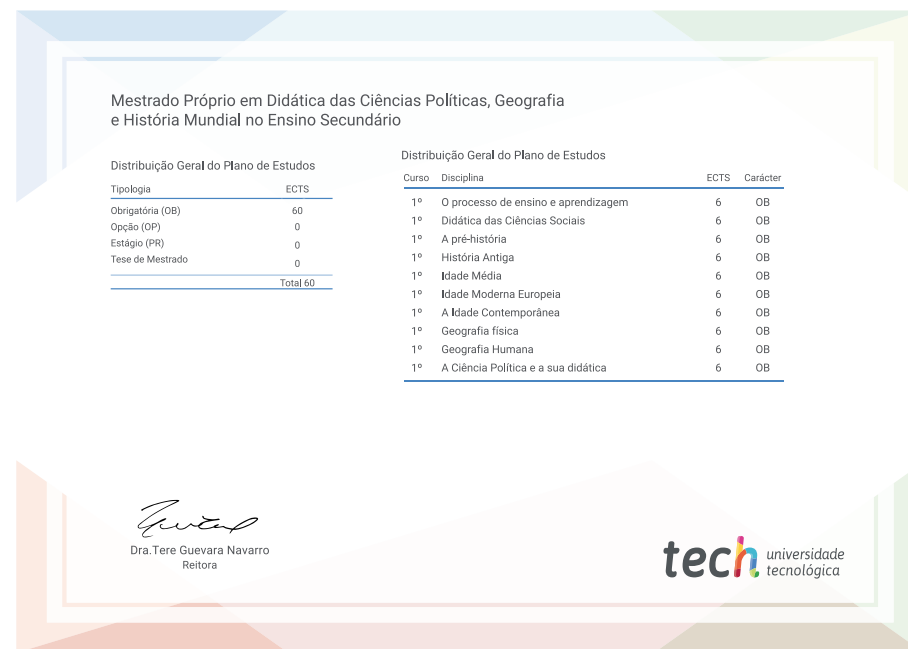 Mestrado Próprio em Didática das Ciências Políticas, Geografia
e História Mundial no Ensino Secundário
Distribuição Geral do Plano de Estudos
Tipologia ECTS
Obrigatória (OB) 60
Opção (OP) 0
Estágio (PR) 0
Tese de Mestrado 0
Total 60
Distribuição Geral do Plano de Estudos
Curso Disciplina ECTS Carácter
1º O processo de ensino e aprendizagem 6 OB
1º Didática das Ciências Sociais 6 OB
1º A pré-história 6 OB
1º História Antiga 6 OB
1º Idade Média 6 OB
1º Idade Moderna Europeia 6 OB
1º A Idade Contemporânea 6 OB
1º Geografia física 6 OB
1º Geografia Humana 6 OB
1º A Ciência Política e a sua didática 6 OB
Dra.Tere Guevara Navarro
Reitora
tech universidade
tecnológica